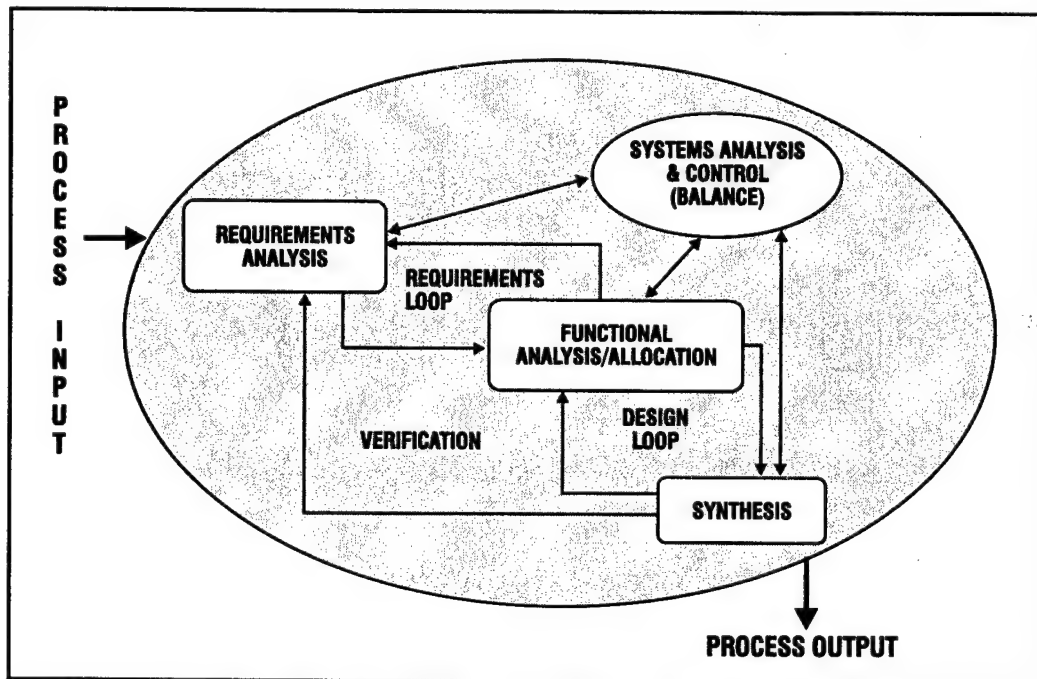 PROCESS INPUT
SYSTEMS ANALYSIS
& CONTROL
(BALANCE)
REQUIREMENTS
ANALYSIS
REQUIREMENTS
LOOP
FUNCTIONAL
ANALYSIS/ALLOCATION
VERIFICATION
DESIGN
LOOP
SYNTHESIS
PROCESS OUTPUT